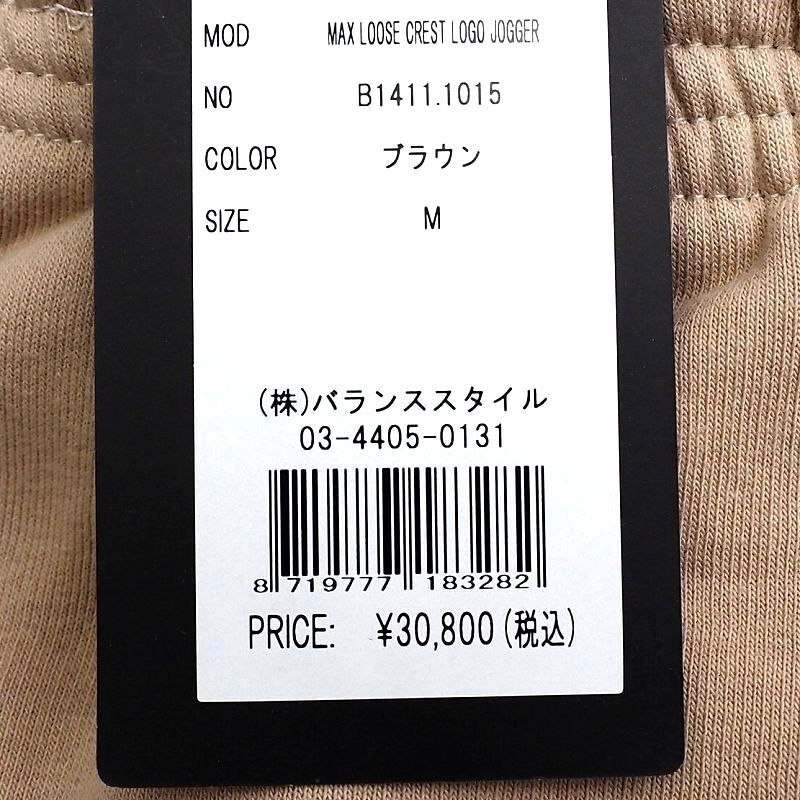 MOD MAX LOOSE CREST LOGO JOGGER
NO B1411.1015
COLOR ブラウン
SIZE M
(株)バランススタイル
03-4405-0131
8 719777 183282
PRICE: ¥30,800(税込)